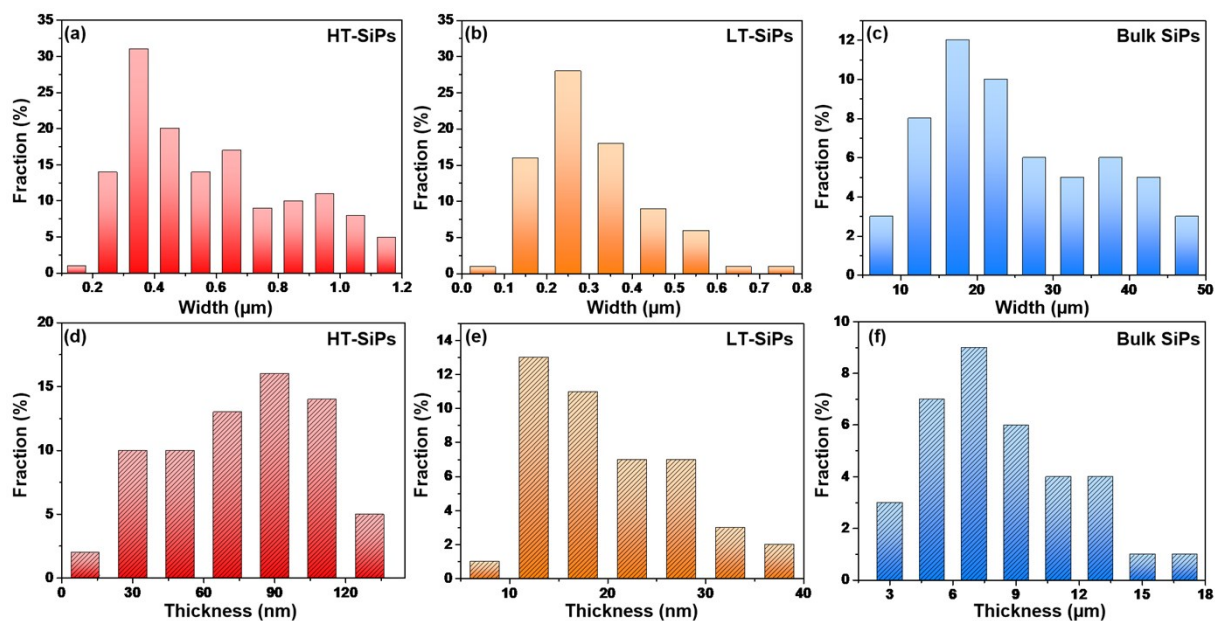 (a)
HT-SiPs
Fraction (%)
35
30
25
20
15
10
5
0
0.2 0.4 0.6 0.8 1.0 1.2
Width (µm)
(b)
LT-SiPs
Fraction (%)
35
30
25
20
15
10
5
0
0.0 0.1 0.2 0.3 0.4 0.5 0.6 0.7 0.8
Width (µm)
(c)
Bulk SiPs
Fraction (%)
12
10
8
6
4
2
0
10 20 30 40 50
Width (µm)
(d)
HT-SiPs
Fraction (%)
20
15
10
5
0
0 30 60 90 120
Thickness (nm)
(e)
LT-SiPs
Fraction (%)
14
12
10
8
6
4
2
0
10 20 30 40
Thickness (nm)
(f)
Bulk SiPs
Fraction (%)
10
8
6
4
2
0
3 6 9 12 15 18
Thickness (µm)